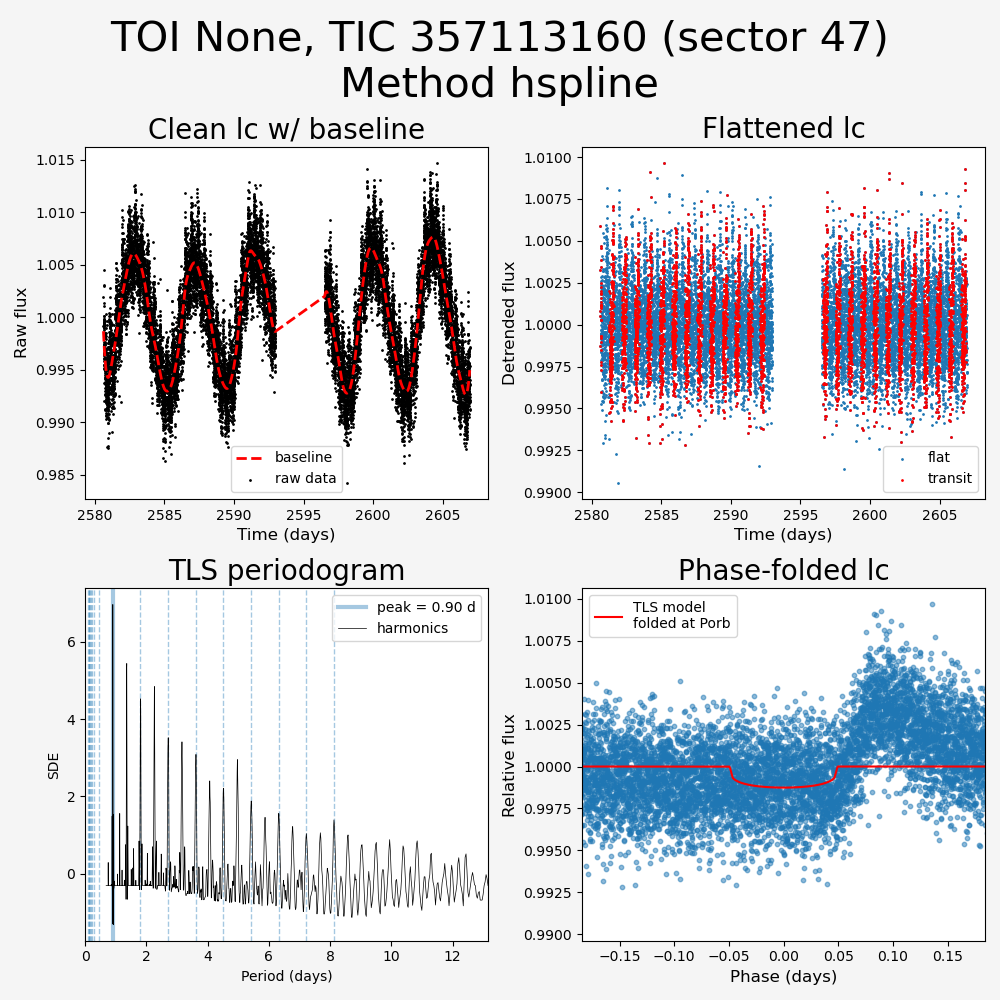 TOI None, TIC 357113160 (sector 47)
Method hspline
Clean lc w/ baseline
Raw flux
1.015
1.010
1.005
1.000
0.995
0.990
0.985
baseline
raw data
2580
2585
2590
2595
2600
2605
Time (days)
Flattened lc
Detrended flux
1.0100
1.0075
1.0050
1.0025
1.0000
0.9975
0.9950
0.9925
0.9900
flat
transit
2580
2585
2590
2595
2600
2605
Time (days)
TLS periodogram
SDE
6
4
2
0
peak = 0.90 d
harmonics
0
2
4
6
8
10
12
Period (days)
Phase-folded lc
Relative flux
1.0100
1.0075
1.0050
1.0025
1.0000
0.9975
0.9950
0.9925
0.9900
TLS model
folded at Porb
−0.15
−0.10
−0.05
0.00
0.05
0.10
0.15
Phase (days)